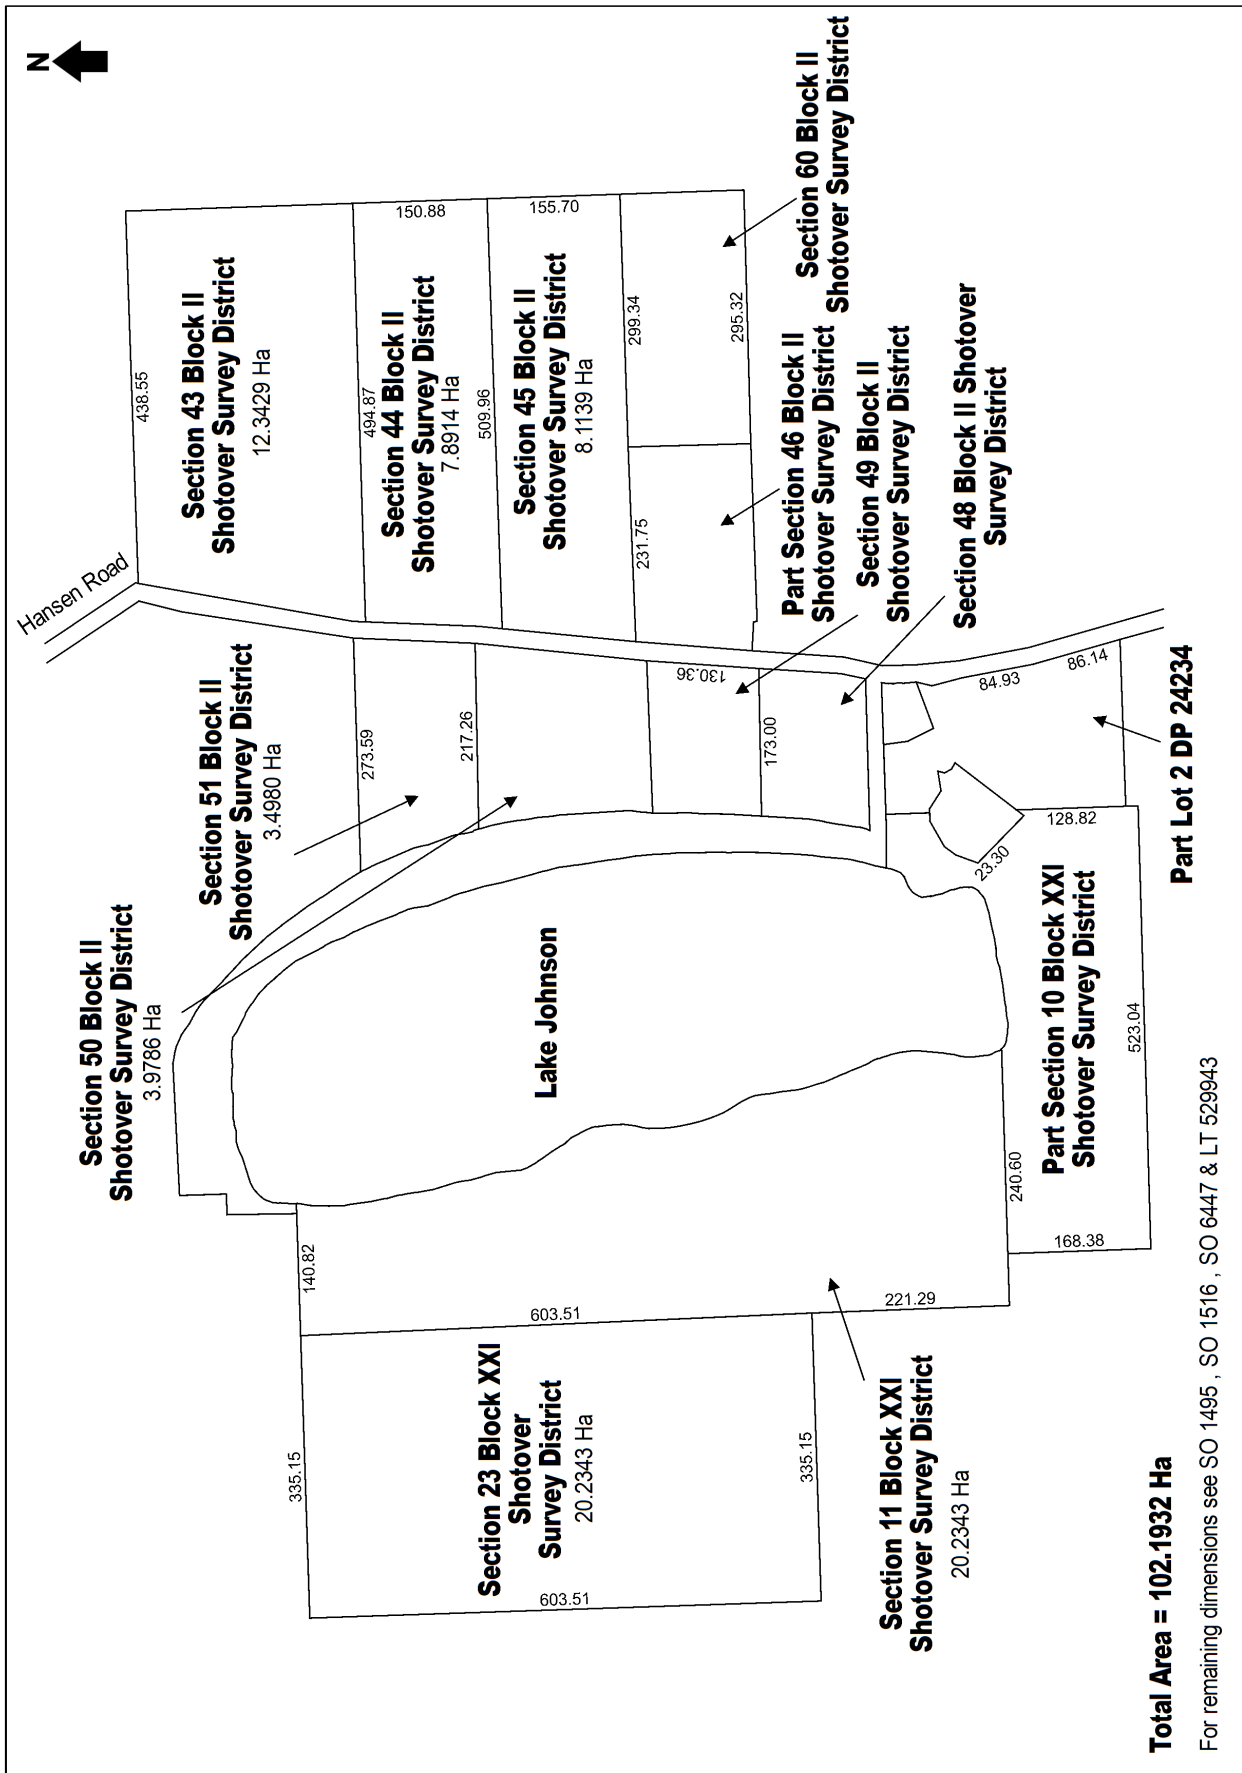 N
Hansen Road
438.55
Section 43 Block II
Shotover Survey District
12.3429 Ha
150.88
494.87
Section 44 Block II
Shotover Survey District
7.8914 Ha
509.96
155.70
Section 45 Block II
Shotover Survey District
8.1139 Ha
299.34
231.75
295.32
Section 60 Block II
Shotover Survey District
Part Section 46 Block II
Shotover Survey District
Section 49 Block II
Shotover Survey District
Section 48 Block II Shotover
Survey District
Section 51 Block II
Shotover Survey District
3.4980 Ha
273.59
217.26
130.36
173.00
84.93
86.14
Part Lot 2 DP 24234
Section 50 Block II
Shotover Survey District
3.9786 Ha
Lake Johnson
23.30
128.82
Part Section 10 Block XXI
Shotover Survey District
523.04
240.60
168.38
140.82
603.51
221.29
335.15
Section 23 Block XXI
Shotover
Survey District
20.2343 Ha
335.15
603.51
Section 11 Block XXI
Shotover Survey District
20.2343 Ha
Total Area = 102.1932 Ha
For remaining dimensions see SO 1495 , SO 1516 , SO 6447 & LT 529943